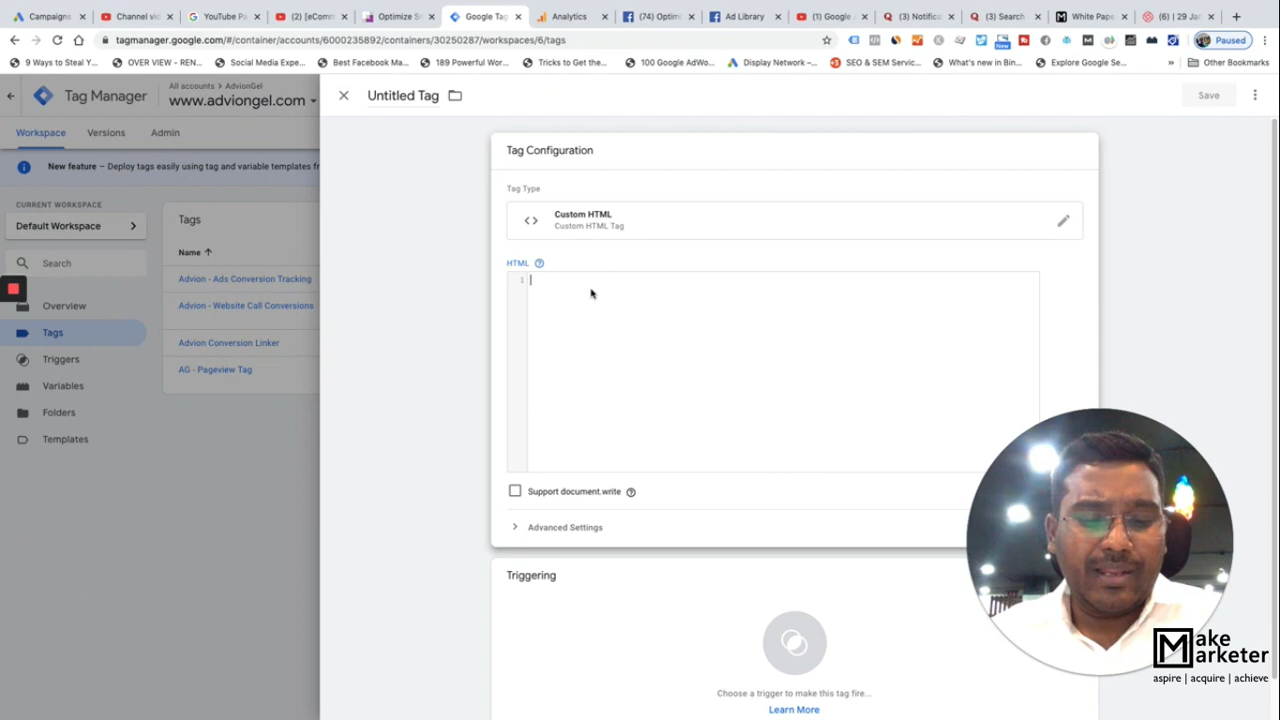 Campaigns
Channel vi
YouTube Pa
(2) [eComm
Optimize S
Google Tag
Analytics
(74) Optimi
Ad Library
(1) Google
(3) Notifica
(3) Search
White Pape
(6) | 29 Jan
tagmanager.google.com/#/container/accounts/6000235892/containers/30250287/workspaces/6/tags
New
Paused
9 Ways to Steal Y...
OVER VIEW - REN...
Social Media Expe...
Best Facebook Ma...
189 Powerful Wor...
Tricks to Get the...
100 Google AdWo...
Display Network –...
SEO & SEM Servic...
What's new in Bin...
Explore Google Se...
»
Other Bookmarks
Tag Manager
All accounts > AdvionGel
www.adviongel.com
Untitled Tag
Save
Workspace
Versions
Admin
New feature – Deploy tags easily using tag and variable templates f
CURRENT WORKSPACE
Default Workspace
Search
Overview
Tags
Triggers
Variables
Folders
Templates
Tags
Name
Advion - Ads Conversion Tracking
Advion - Website Call Conversions
Advion Conversion Linker
AG - Pageview Tag
Tag Configuration
Tag Type
Custom HTML
Custom HTML Tag
HTML
1
Support document.write
Advanced Settings
Triggering
Choose a trigger to make this tag fire...
Learn More
Make
Marketer
aspire | acquire | achieve